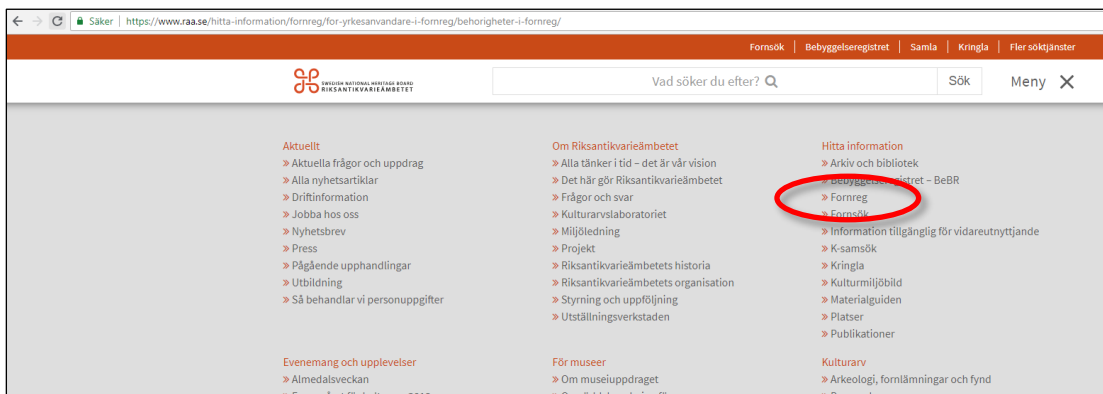 Säker | https://www.raa.se/hitta-information/fornreg/for-yrkesanvandare-i-fornreg/behorigheter-i-fornreg/
Fornsök | Bebyggelseregistret | Samla | Kringla | Fler söktjänster
SWEDISH NATIONAL HERITAGE BOARD
RIKSANTIKVARIEÄMBETET
Vad söker du efter?
Sök
Meny
Aktuellt
» Aktuella frågor och uppdrag
» Alla nyhetsartiklar
» Driftinformation
» Jobba hos oss
» Nyhetsbrev
» Press
» Pågående upphandlingar
» Utbildning
» Så behandlar vi personuppgifter
Om Riksantikvarieämbetet
» Alla tänker i tid – det är vår vision
» Det här gör Riksantikvarieämbetet
» Frågor och svar
» Kulturarvslaboratoriet
» Miljöledning
» Projekt
» Riksantikvarieämbetets historia
» Riksantikvarieämbetets organisation
» Styrning och uppföljning
» Utställningsverkstaden
Hitta information
» Arkiv och bibliotek
» Bebyggelseregistret – BeBR
» Fornreg
» Fornsök
» Information tillgänglig för vidareutnyttjande
» K-samsök
» Kringla
» Kulturmiljöbild
» Materialguiden
» Platser
» Publikationer
Evenemang och upplevelser
» Almedalsveckan
För museer
» Om museiuppdraget
Kulturarv
» Arkeologi, fornlämningar och fynd